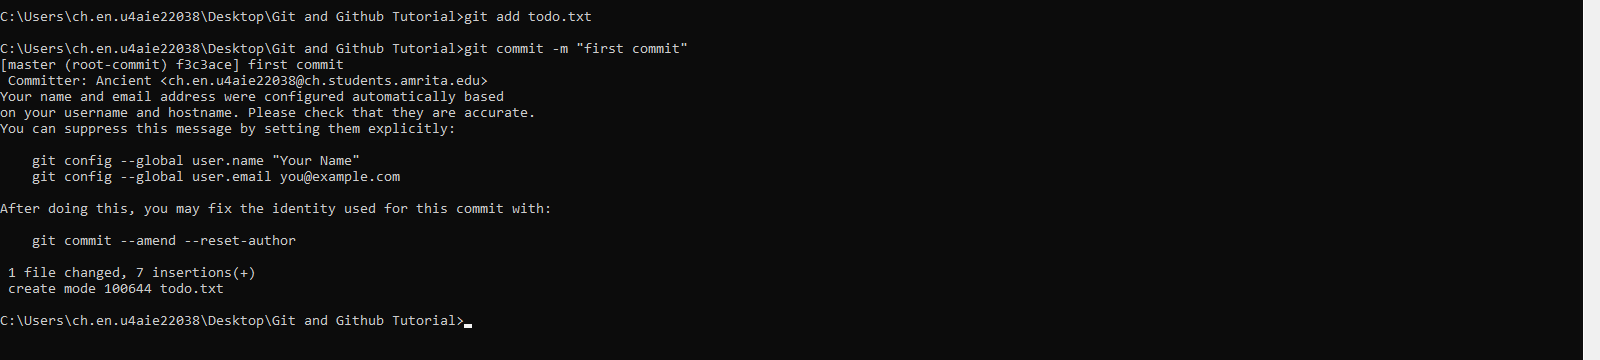 C:\Users\ch.en.u4aie22038\Desktop\Git and Github Tutorial>git add todo.txt
C:\Users\ch.en.u4aie22038\Desktop\Git and Github Tutorial>git commit -m "first commit"
[master (root-commit) f3c3ace] first commit
 Committer: Ancient <ch.en.u4aie22038@ch.students.amrita.edu>
Your name and email address were configured automatically based
on your username and hostname. Please check that they are accurate.
You can suppress this message by setting them explicitly:
    git config --global user.name "Your Name"
    git config --global user.email you@example.com
After doing this, you may fix the identity used for this commit with:
    git commit --amend --reset-author
 1 file changed, 7 insertions(+)
 create mode 100644 todo.txt
C:\Users\ch.en.u4aie22038\Desktop\Git and Github Tutorial>